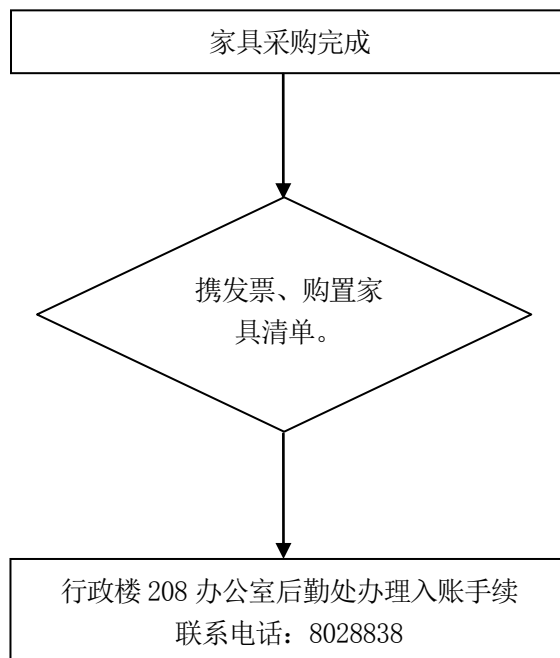 家具采购完成
携发票、购置家
具清单。
行政楼 208 办公室后勤处办理入账手续
联系电话：8028838